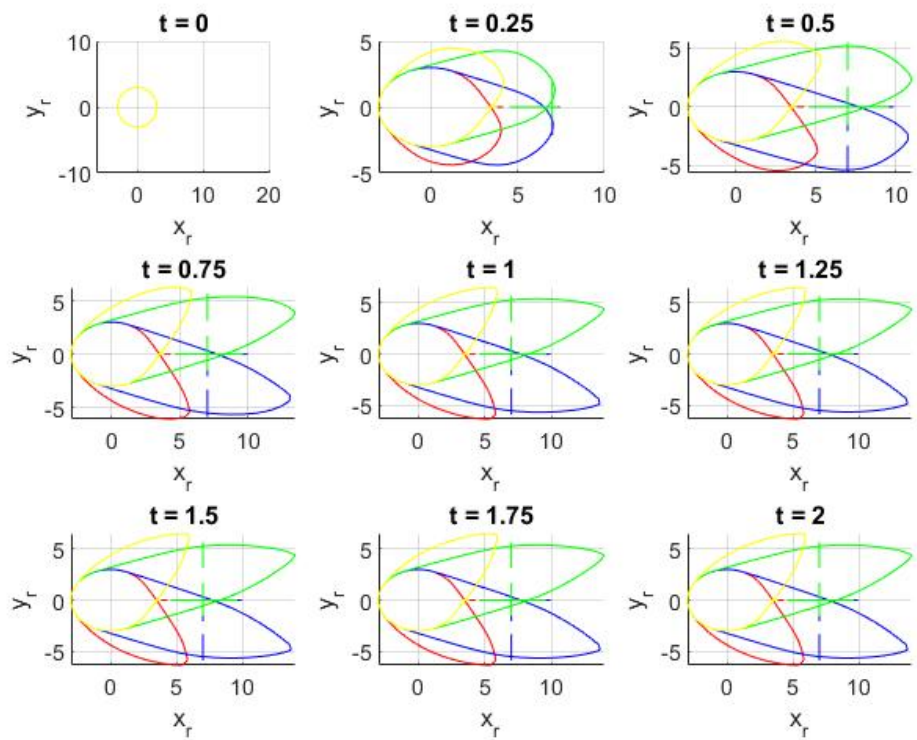 t = 0
10
0
-10
0 10 20
x_r
y_r
t = 0.25
5
0
-5
0 5 10
x_r
y_r
t = 0.5
5
0
-5
0 5 10
x_r
y_r
t = 0.75
5
0
-5
0 5 10
x_r
y_r
t = 1
5
0
-5
0 5 10
x_r
y_r
t = 1.25
5
0
-5
0 5 10
x_r
y_r
t = 1.5
5
0
-5
0 5 10
x_r
y_r
t = 1.75
5
0
-5
0 5 10
x_r
y_r
t = 2
5
0
-5
0 5 10
x_r
y_r